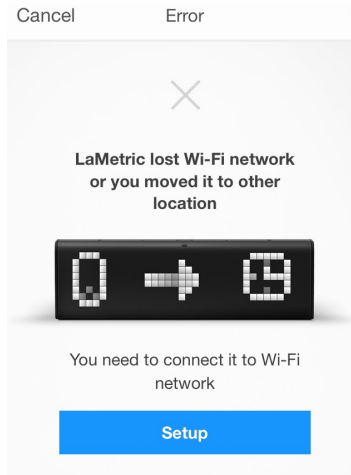 Cancel Error
LaMetric lost Wi-Fi network
or you moved it to other
location
You need to connect it to Wi-Fi
network
Setup